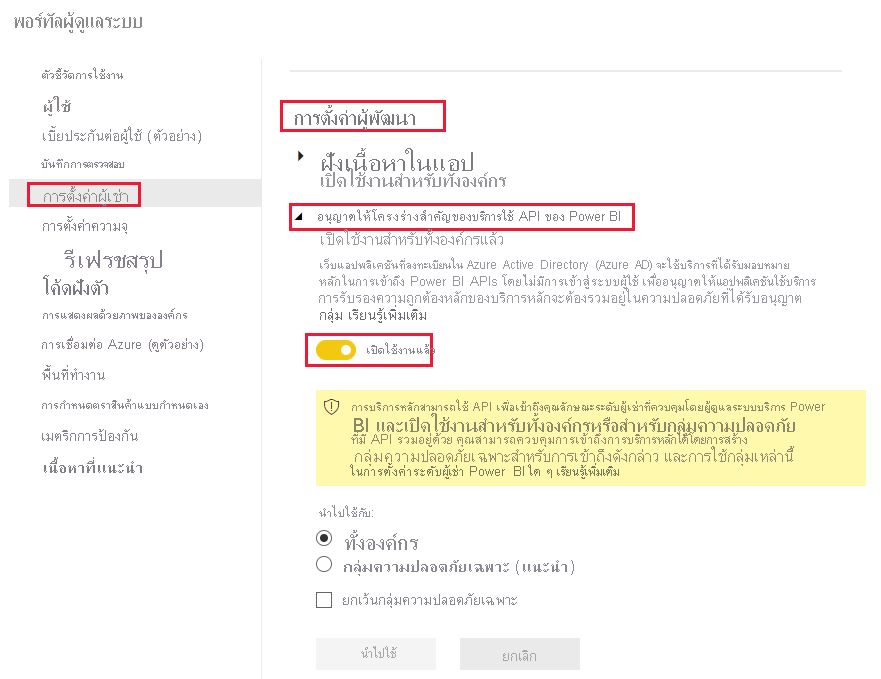 พอร์ทัลผู้ดูแลระบบ
ตัวชี้วัดการใช้งาน
ผู้ใช้
เบี้ยประกันต่อผู้ใช้ (ตัวอย่าง)
บันทึกการตรวจสอบ
การตั้งค่าผู้เช่า
การตั้งค่าความจุ
รีเฟรชสรุป
โค้ดฝังตัว
การแสดงผลด้วยภาพขององค์กร
การเชื่อมต่อ Azure (ดูตัวอย่าง)
พื้นที่ทำงาน
การกำหนดตราสินค้าแบบกำหนดเอง
เมตริกการป้องกัน
เนื้อหาที่แนะนำ
การตั้งค่าผู้พัฒนา
ฝังเนื้อหาในแอป
เปิดใช้งานสำหรับทั้งองค์กร
อนุญาตให้โครงร่างสำคัญของบริการใช้ API ของ Power BI
เปิดใช้งานสำหรับทั้งองค์กรแล้ว
เว็บแอปพลิเคชันที่ลงทะเบียนใน Azure Active Directory (Azure AD) จะใช้บริการที่ได้รับมอบหมาย
หลักในการเข้าถึง Power BI APIs โดยไม่มีการเข้าสู่ระบบผู้ใช้ เพื่ออนุญาตให้แอปพลิเคชันใช้บริการ
การรับรองความถูกต้องหลักของบริการหลักจะต้องรวมอยู่ในความปลอดภัยที่ได้รับอนุญาต
กลุ่ม เรียนรู้เพิ่มเติม
เปิดใช้งานแล้ว
การบริการหลักสามารถใช้ API เพื่อเข้าถึงคุณลักษณะระดับผู้เช่าที่ควบคุมโดยผู้ดูแลระบบบริการ Power
BI และเปิดใช้งานสำหรับทั้งองค์กรหรือสำหรับกลุ่มความปลอดภัย
ที่มี API รวมอยู่ด้วย คุณสามารถควบคุมการเข้าถึงการบริการหลักได้โดยการสร้าง
กลุ่มความปลอดภัยเฉพาะสำหรับการเข้าถึงดังกล่าว และการใช้กลุ่มเหล่านี้
ในการตั้งค่าระดับผู้เช่า Power BI ใด ๆ เรียนรู้เพิ่มเติม
นำไปใช้กับ:
ทั้งองค์กร
กลุ่มความปลอดภัยเฉพาะ (แนะนำ)
ยกเว้นกลุ่มความปลอดภัยเฉพาะ
นำไปใช้
ยกเลิก